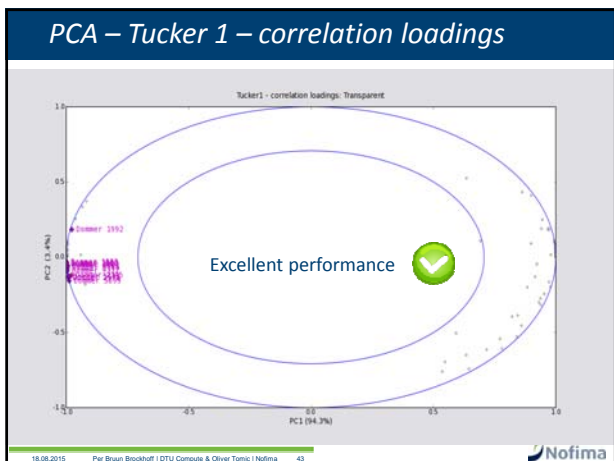 PCA – Tucker 1 – correlation loadings
Tucker1 - correlation loadings: Transparent
1.0
0.5
Dommer 1992
0.0
Excellent performance
PC2 (3.4%)
-0.5
-1.0
-1.0 -0.5 0.0 0.5 1.0
PC1 (94.3%)
18.08.2015 Per Bruun Brockhoff | DTU Compute & Oliver Tomic | Nofima 43
Nofima